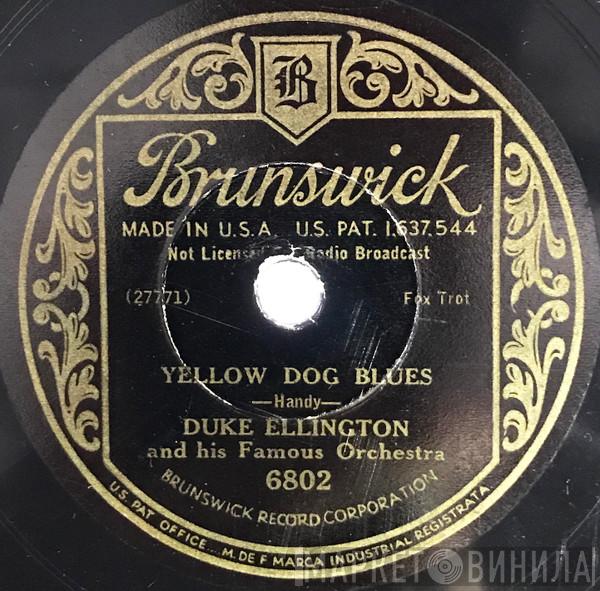 B
Brunswick
MADE IN U.S.A. U.S. PAT. 1.637.544
Not Licensed Radio Broadcast
(27771) Fox Trot
YELLOW DOG BLUES
—Handy—
DUKE ELLINGTON
and his Famous Orchestra
6802
BRUNSWICK RECORD CORPORATION
U.S. PAT OFFICE. M. DE F MARCA INDUSTRIAL REGISTRATA
МАРКЕТ ВИНИЛА